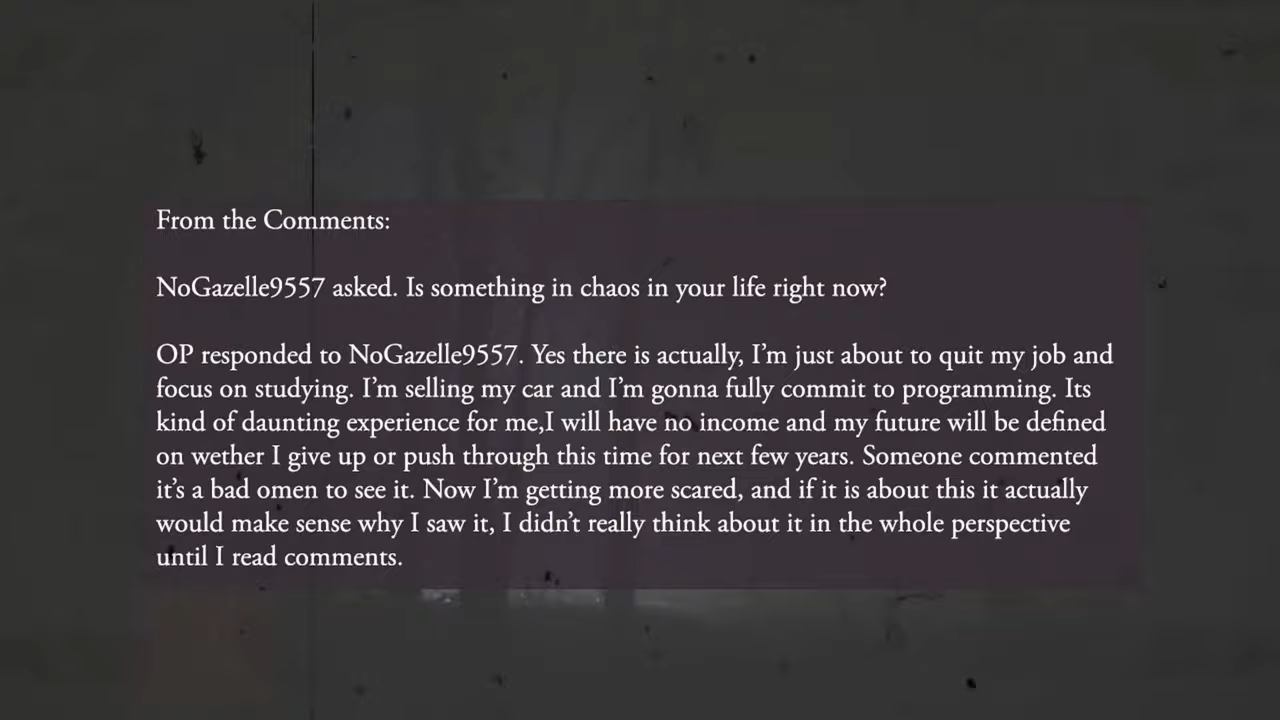 From the Comments:
NoGazelle9557 asked. Is something in chaos in your life right now?
OP responded to NoGazelle9557. Yes there is actually, I’m just about to quit my job and
focus on studying. I’m selling my car and I’m gonna fully commit to programming. Its
kind of daunting experience for me,I will have no income and my future will be defined
on wether I give up or push through this time for next few years. Someone commented
it’s a bad omen to see it. Now I’m getting more scared, and if it is about this it actually
would make sense why I saw it, I didn’t really think about it in the whole perspective
until I read comments.